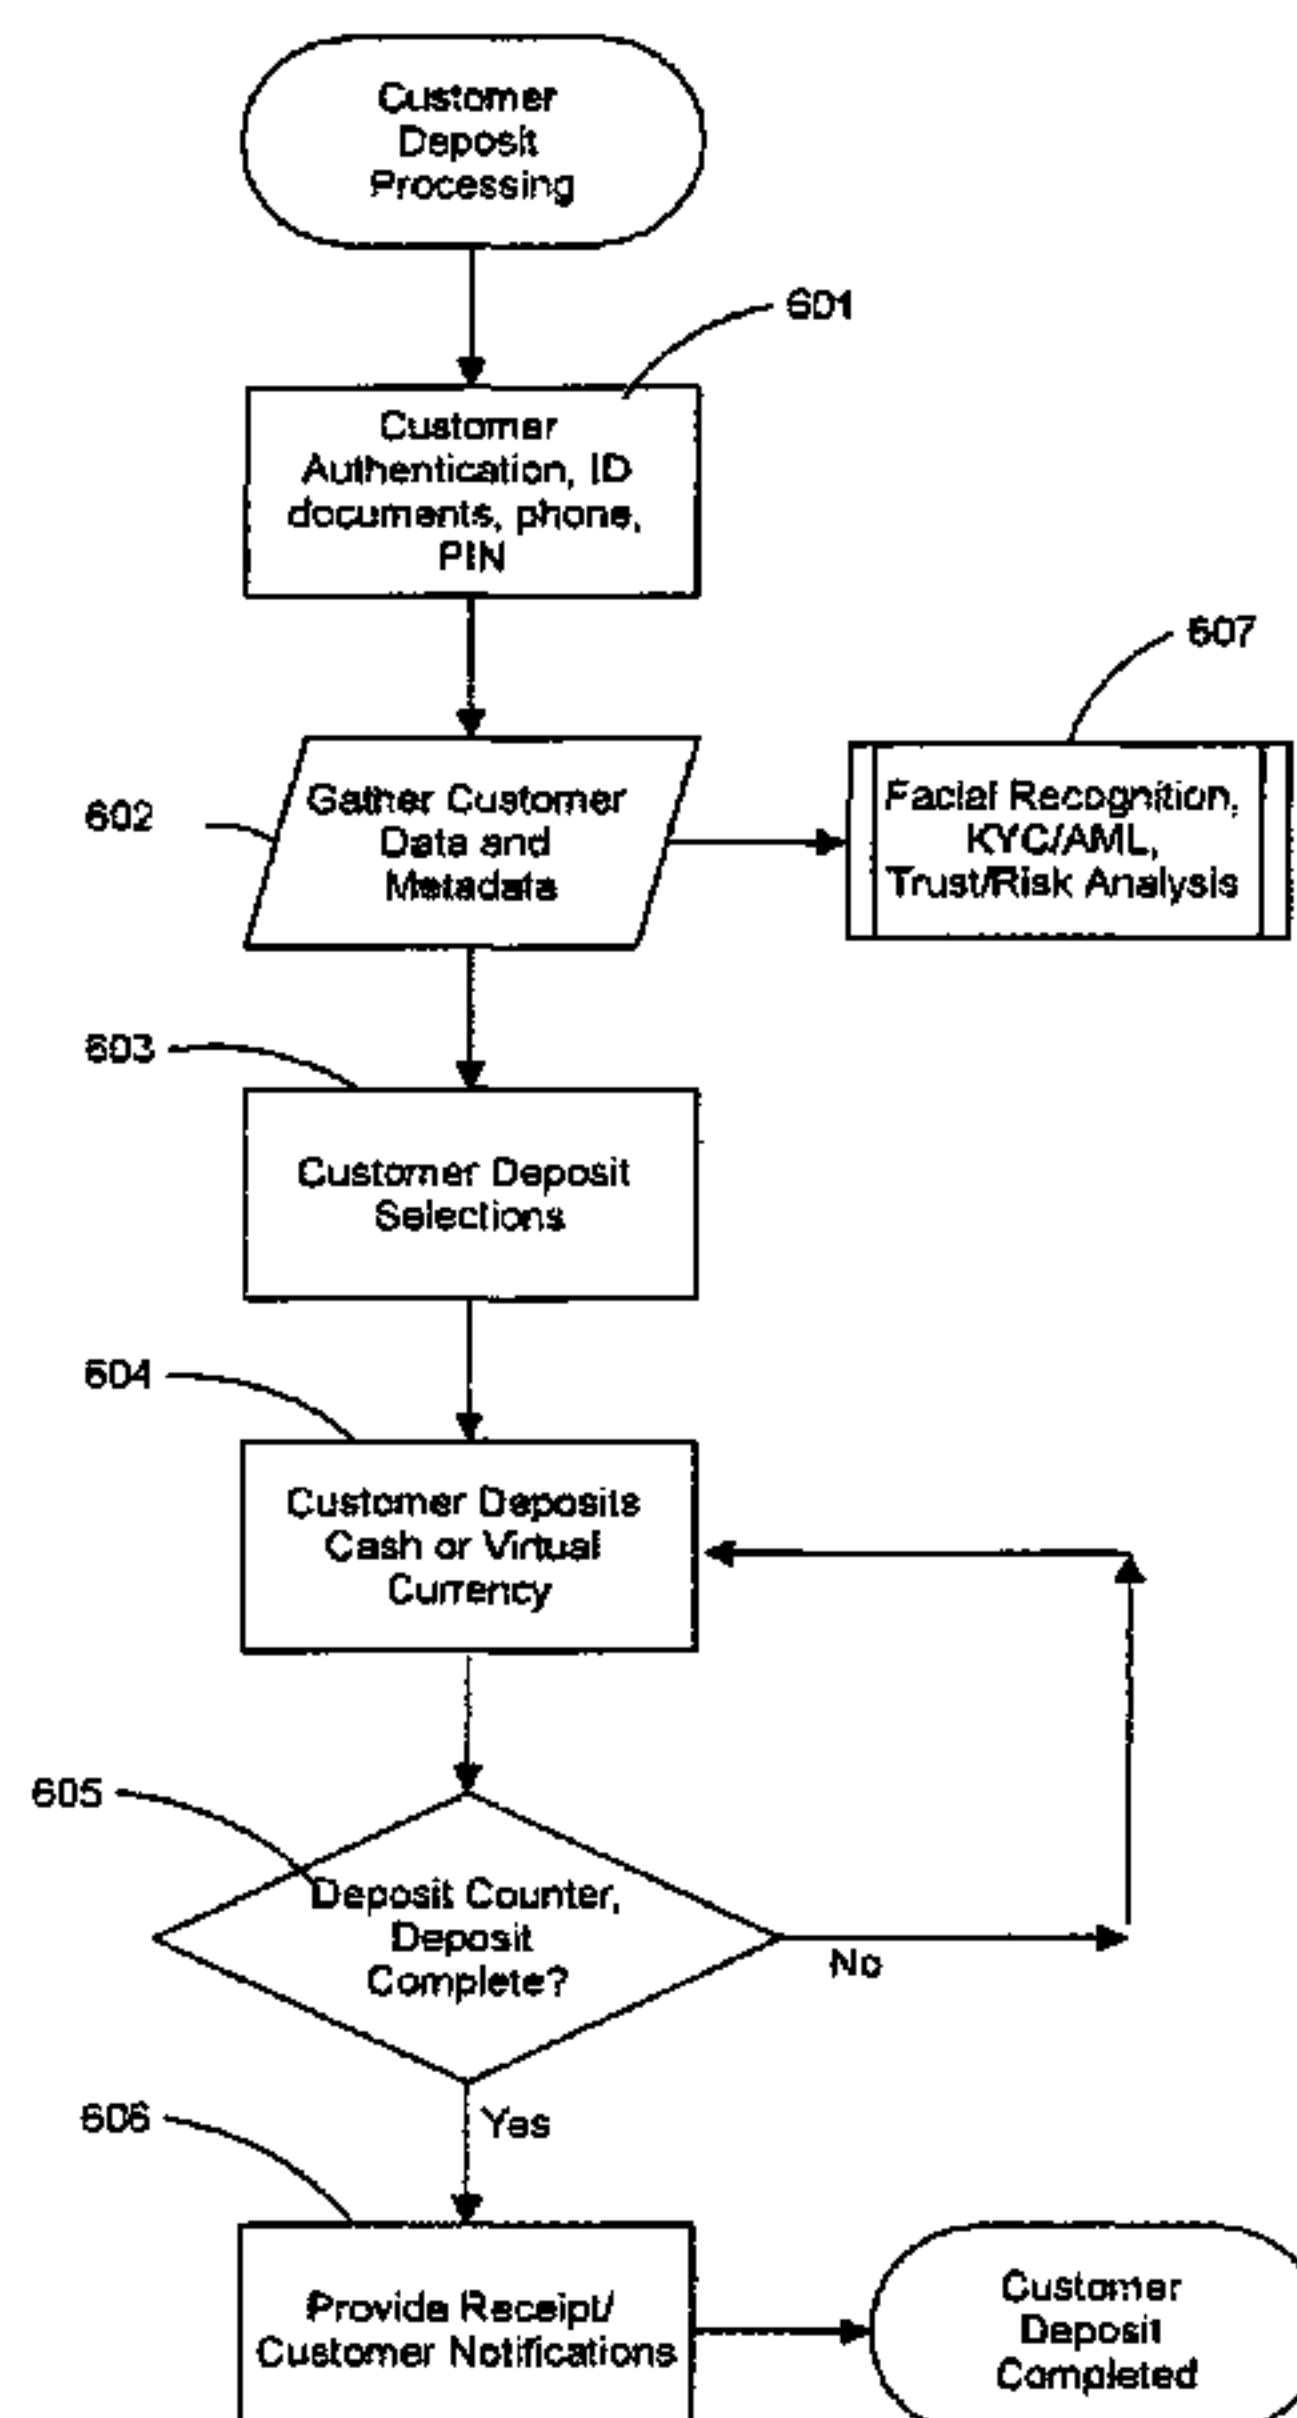 Customer
Deposit
Processing
601
Customer
Authentication, ID
documents, phone,
PIN
607
602
Gather Customer
Data and
Metadata
Facial Recognition,
KYC/AML,
Trust/Risk Analysis
603
Customer Deposit
Selections
604
Customer Deposits
Cash or Virtual
Currency
605
Deposit Counter,
Deposit
Complete?
No
Yes
606
Provide Receipt/
Customer Notifications
Customer
Deposit
Completed